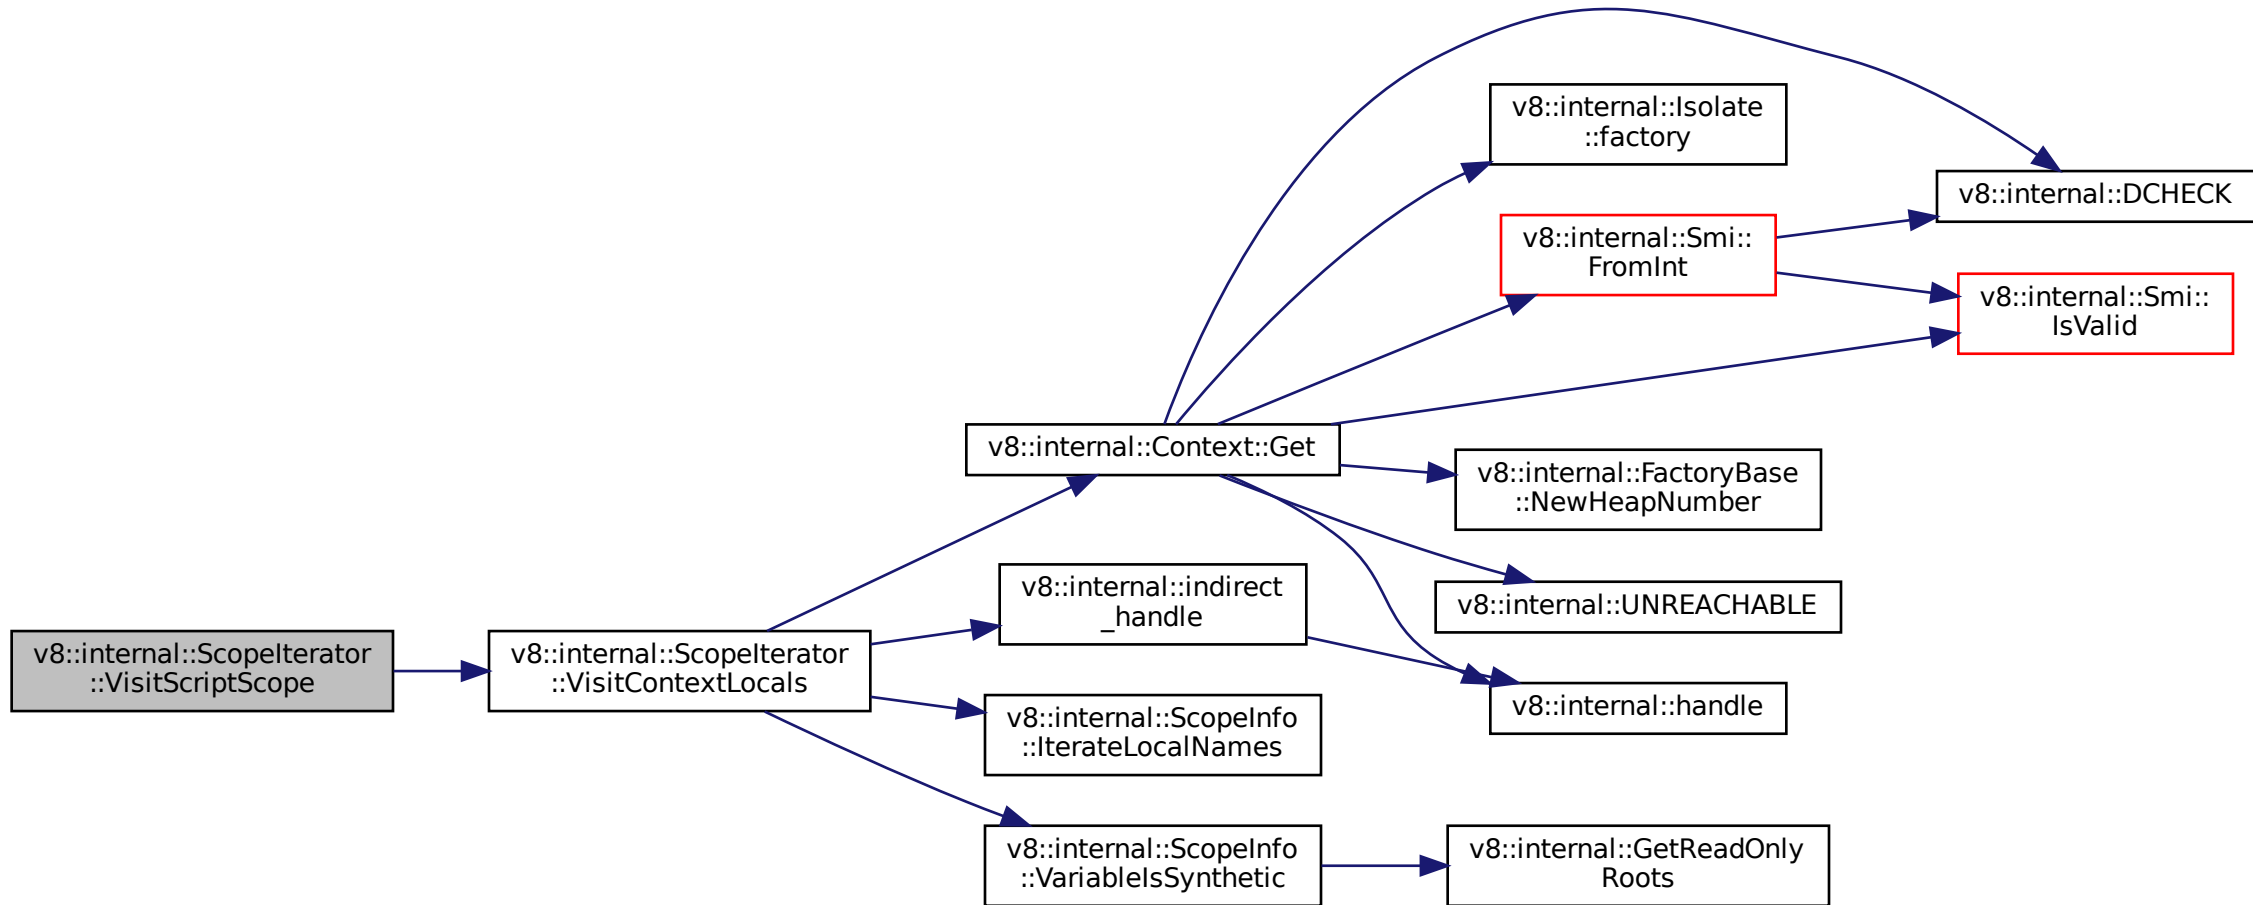 v8::internal::ScopeIterator
::VisitScriptScope
v8::internal::ScopeIterator
::VisitContextLocals
v8::internal::Context::Get
v8::internal::Isolate
::factory
v8::internal::DCHECK
v8::internal::Smi::
FromInt
v8::internal::Smi::
IsValid
v8::internal::FactoryBase
::NewHeapNumber
v8::internal::UNREACHABLE
v8::internal::indirect
_handle
v8::internal::handle
v8::internal::ScopeInfo
::IterateLocalNames
v8::internal::ScopeInfo
::VariableIsSynthetic
v8::internal::GetReadOnly
Roots